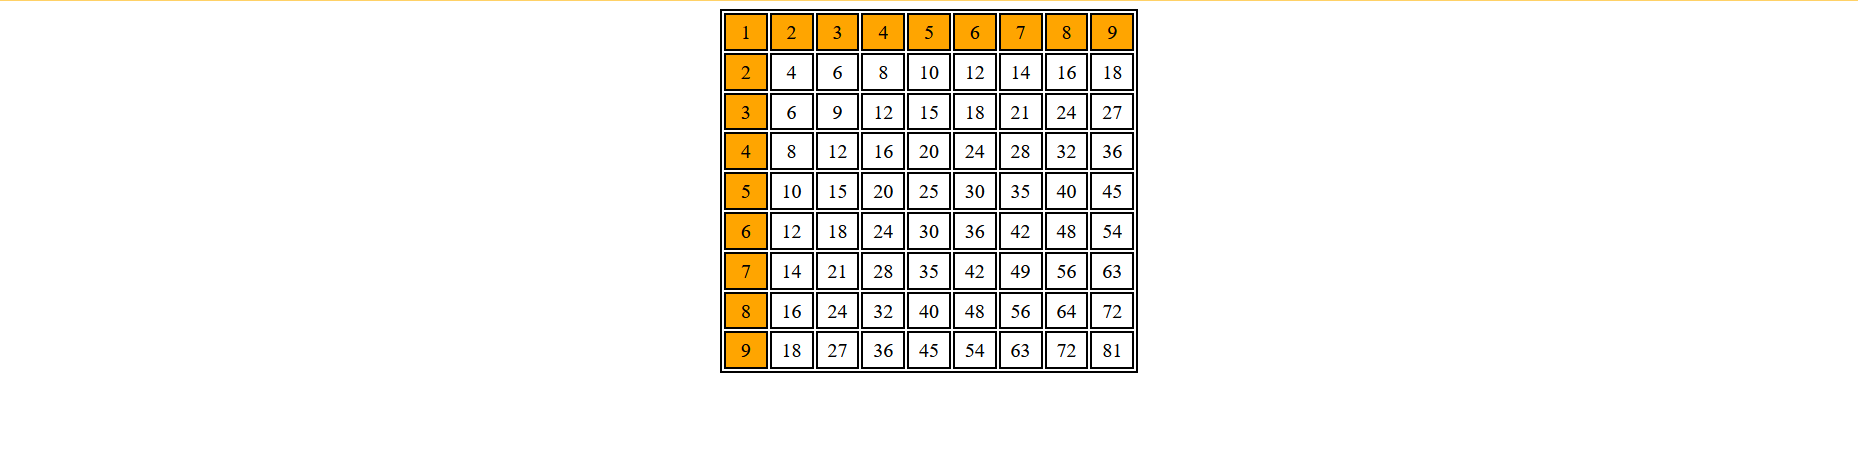 1 2 3 4 5 6 7 8 9
2 4 6 8 10 12 14 16 18
3 6 9 12 15 18 21 24 27
4 8 12 16 20 24 28 32 36
5 10 15 20 25 30 35 40 45
6 12 18 24 30 36 42 48 54
7 14 21 28 35 42 49 56 63
8 16 24 32 40 48 56 64 72
9 18 27 36 45 54 63 72 81